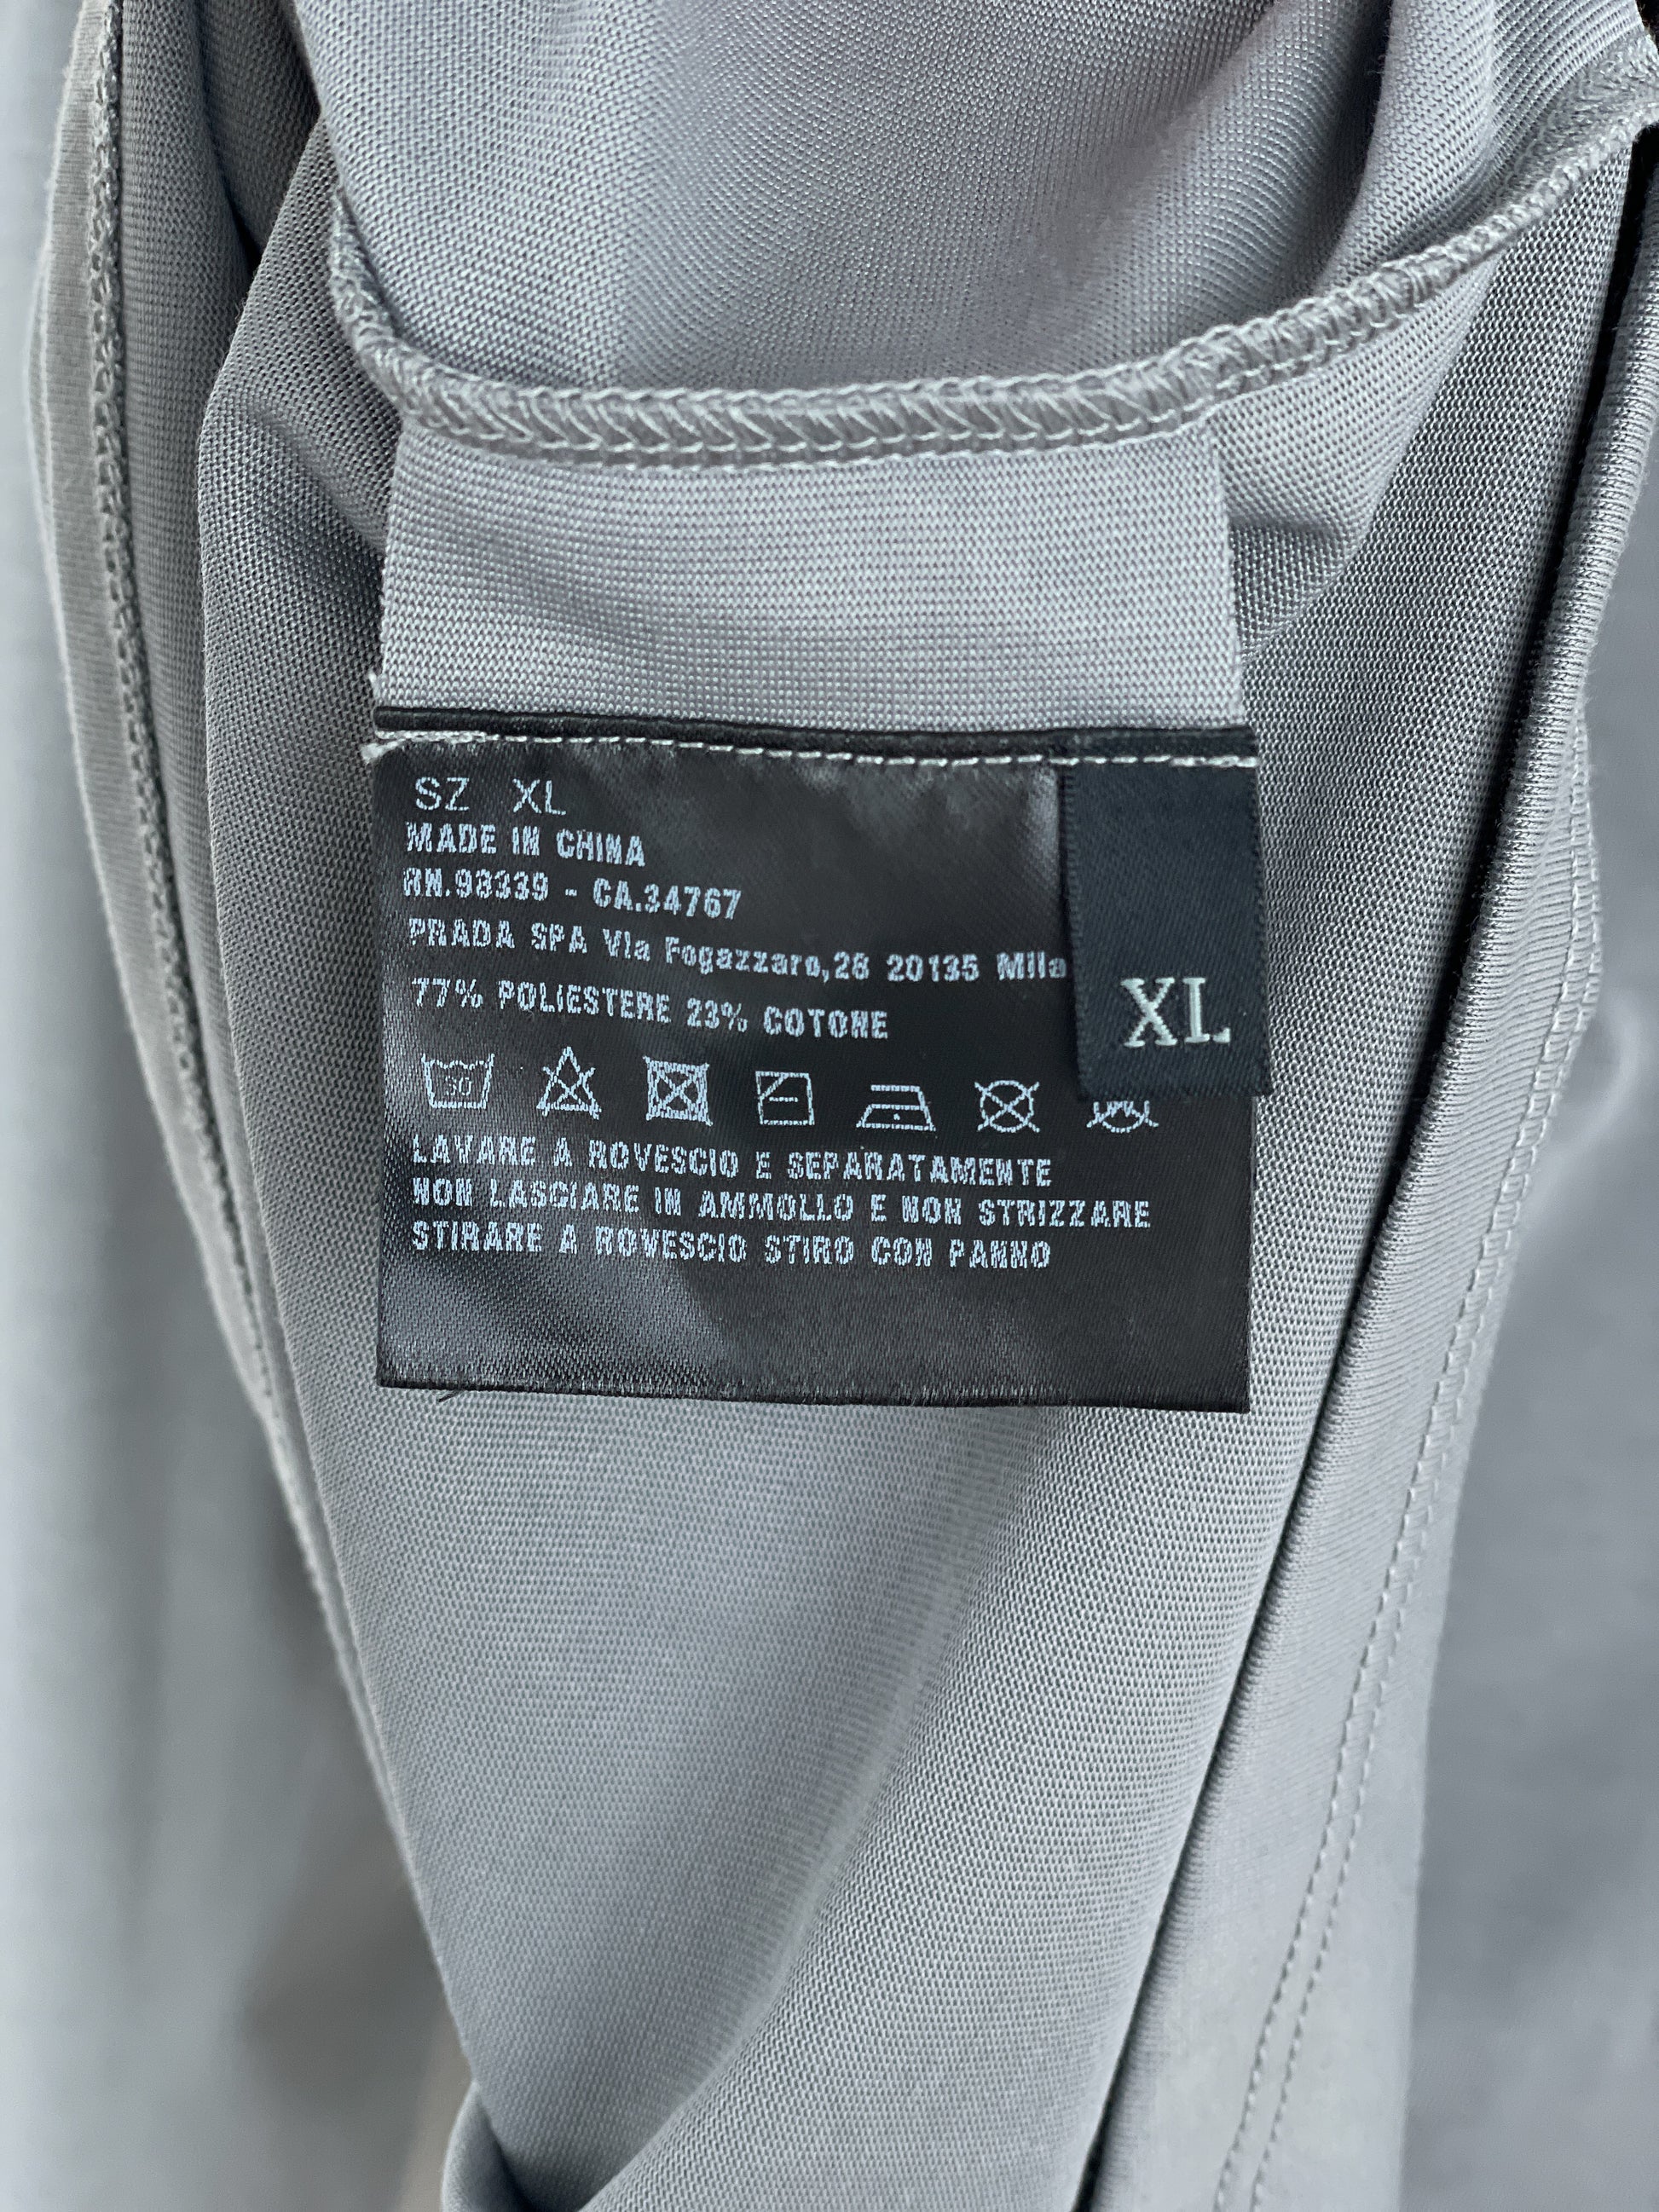 SZ XL
MADE IN CHINA
RN.98339 - CA.34767
PRADA SPA Via Fogazzaro,28 20135 Mila
77% POLIESTERE 23% COTONE
XL
30
LAVARE A ROVESCIO E SEPARATAMENTE
NON LASCIARE IN AMMOLLO E NON STRIZZARE
STIRARE A ROVESCIO STIRO CON PANNO